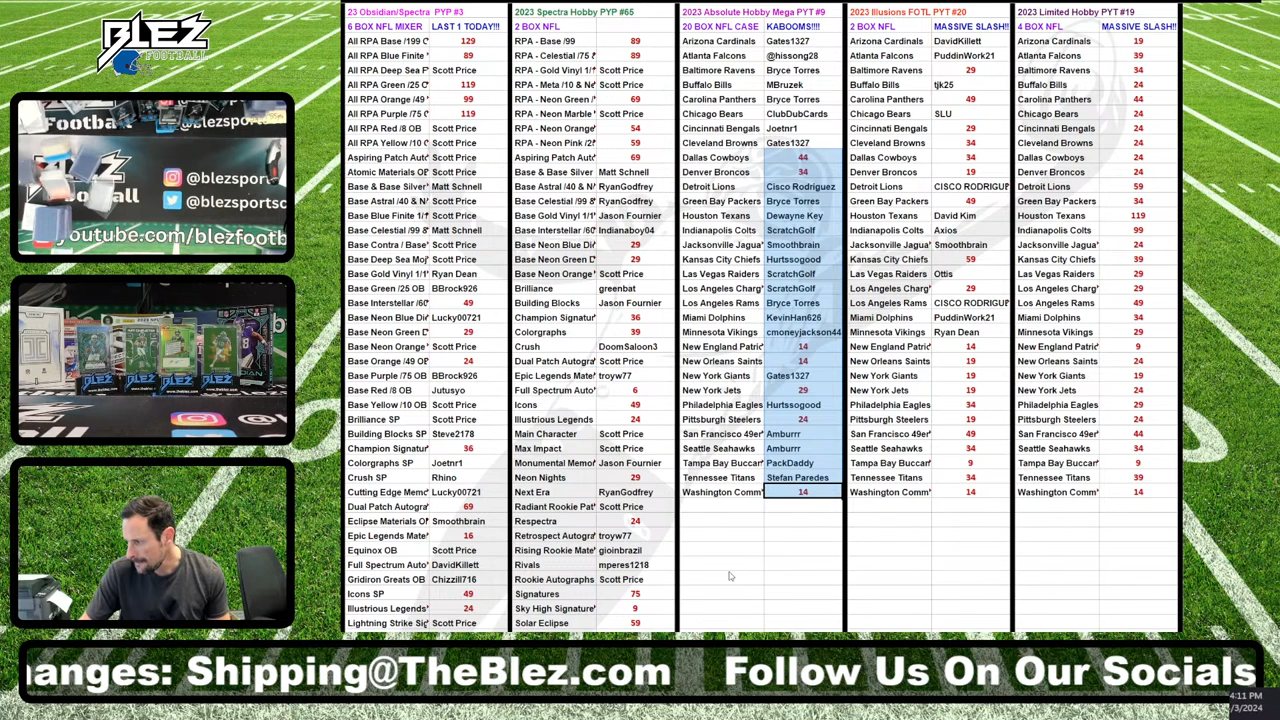 BLEZ
FOOTBALL
Football
@blezsports
@blezsportsc
youtube.com/blezfootb
23 Obsidian/Spectra PYP #3
6 BOX NFL MIXER LAST 1 TODAY!!!
All RPA Base /199 C 129
All RPA Blue Finite 89
All RPA Deep Sea F Scott Price
All RPA Green /25 C 119
All RPA Orange /49 99
All RPA Purple /75 C 119
All RPA Red /8 OB Scott Price
All RPA Yellow /10 C Scott Price
Aspiring Patch Aut Scott Price
Atomic Materials O Scott Price
Base & Base Silver Matt Schnell
Base Astral /40 & N Scott Price
Base Blue Finite 1/ Scott Price
Base Celestial /99 8 Matt Schnell
Base Contra / Base Scott Price
Base Deep Sea Moj Scott Price
Base Gold Vinyl 1/1 Ryan Dean
Base Green /25 OB BBrock926
Base Interstellar /60 49
Base Neon Blue Di Lucky00721
Base Neon Green D 29
Base Neon Orange Scott Price
Base Orange /49 OB 24
Base Purple /75 OB BBrock926
Base Red /8 OB Jutusyo
Base Yellow /10 OB Scott Price
Brilliance SP Scott Price
Building Blocks SP Steve2178
Champion Signatur 36
Colorgraphs SP Joetnr1
Crush SP Rhino
Cutting Edge Memo Lucky00721
Dual Patch Autogra 69
Eclipse Materials O Smoothbrain
Epic Legends Mate 16
Equinox OB Scott Price
Full Spectrum Auto DavidKillett
Gridiron Greats OB Chizzill716
Icons SP 49
Illustrious Legends 24
Lightning Strike Sig Scott Price
2023 Spectra Hobby PYP #65
2 BOX NFL
RPA - Base /99 89
RPA - Celestial /75 8 89
RPA - Gold Vinyl 1/ Scott Price
RPA - Meta /10 & Ne Scott Price
RPA - Neon Green / 69
RPA - Neon Marble Scott Price
RPA - Neon Orange 54
RPA - Neon Pink /2 59
Aspiring Patch Aut 69
Base & Base Silver Matt Schnell
Base Astral /40 & N RyanGodfrey
Base Celestial /99 8 RyanGodfrey
Base Gold Vinyl 1/1 Jason Fournier
Base Interstellar /60 Indianaboy04
Base Neon Blue Di 29
Base Neon Green D 29
Base Neon Orange Scott Price
Brilliance greenbat
Building Blocks Jason Fournier
Champion Signatur 36
Colorgraphs 39
Crush DoomSaloon3
Dual Patch Autogra Scott Price
Epic Legends Mate troyw77
Full Spectrum Auto 6
Icons 49
Illustrious Legends 24
Main Character Scott Price
Max Impact Scott Price
Monumental Memo Jason Fournier
Neon Nights 29
Next Era RyanGodfrey
Radiant Rookie Pat Scott Price
Respectra 24
Retrospect Autogr troyw77
Rising Rookie Mate gioinbrazil
Rivals mperes1218
Rookie Autographs Scott Price
Signatures 75
Sky High Signature 9
Solar Eclipse 59
2023 Absolute Hobby Mega PYT #9
20 BOX NFL CASE KABOOMS!!!!
Arizona Cardinals Gates1327
Atlanta Falcons @hissong28
Baltimore Ravens Bryce Torres
Buffalo Bills MBruzek
Carolina Panthers Bryce Torres
Chicago Bears ClubDubCards
Cincinnati Bengals Joetnr1
Cleveland Browns Gates1327
Dallas Cowboys 44
Denver Broncos 34
Detroit Lions Cisco Rodriguez
Green Bay Packers Bryce Torres
Houston Texans Dewayne Key
Indianapolis Colts ScratchGolf
Jacksonville Jagua Smoothbrain
Kansas City Chiefs Hurtssogood
Las Vegas Raiders ScratchGolf
Los Angeles Charg ScratchGolf
Los Angeles Rams Bryce Torres
Miami Dolphins KevinHan626
Minnesota Vikings cmoneyjackson44
New England Patric 14
New Orleans Saints 14
New York Giants Gates1327
New York Jets 29
Philadelphia Eagles Hurtssogood
Pittsburgh Steelers 24
San Francisco 49er Amburrr
Seattle Seahawks Amburrr
Tampa Bay Buccan PackDaddy
Tennessee Titans Stefan Paredes
Washington Comm 14
2023 Illusions FOTL PYT #20
2 BOX NFL MASSIVE SLASH!!
Arizona Cardinals DavidKillett
Atlanta Falcons PuddinWork21
Baltimore Ravens 29
Buffalo Bills tjk25
Carolina Panthers 49
Chicago Bears SLU
Cincinnati Bengals 29
Cleveland Browns 34
Dallas Cowboys 34
Denver Broncos 19
Detroit Lions CISCO RODRIGU
Green Bay Packers 49
Houston Texans David Kim
Indianapolis Colts Axios
Jacksonville Jagua Smoothbrain
Kansas City Chiefs 59
Las Vegas Raiders Ottis
Los Angeles Charg 29
Los Angeles Rams CISCO RODRIGU
Miami Dolphins PuddinWork21
Minnesota Vikings Ryan Dean
New England Patric 14
New Orleans Saints 19
New York Giants 19
New York Jets 19
Philadelphia Eagles 34
Pittsburgh Steelers 19
San Francisco 49er 49
Seattle Seahawks 34
Tampa Bay Buccan 9
Tennessee Titans 34
Washington Comm 14
2023 Limited Hobby PYT #19
4 BOX NFL MASSIVE SLASH!!
Arizona Cardinals 19
Atlanta Falcons 39
Baltimore Ravens 34
Buffalo Bills 24
Carolina Panthers 44
Chicago Bears 24
Cincinnati Bengals 24
Cleveland Browns 24
Dallas Cowboys 24
Denver Broncos 24
Detroit Lions 59
Green Bay Packers 34
Houston Texans 119
Indianapolis Colts 99
Jacksonville Jagua 24
Kansas City Chiefs 39
Las Vegas Raiders 29
Los Angeles Charg 29
Los Angeles Rams 49
Miami Dolphins 34
Minnesota Vikings 29
New England Patric 9
New Orleans Saints 24
New York Giants 19
New York Jets 24
Philadelphia Eagles 29
Pittsburgh Steelers 24
San Francisco 49er 44
Seattle Seahawks 34
Tampa Bay Buccan 9
Tennessee Titans 39
Washington Comm 14
anges: Shipping@TheBlez.com Follow Us On Our Socials
4:11 PM
/3/2024